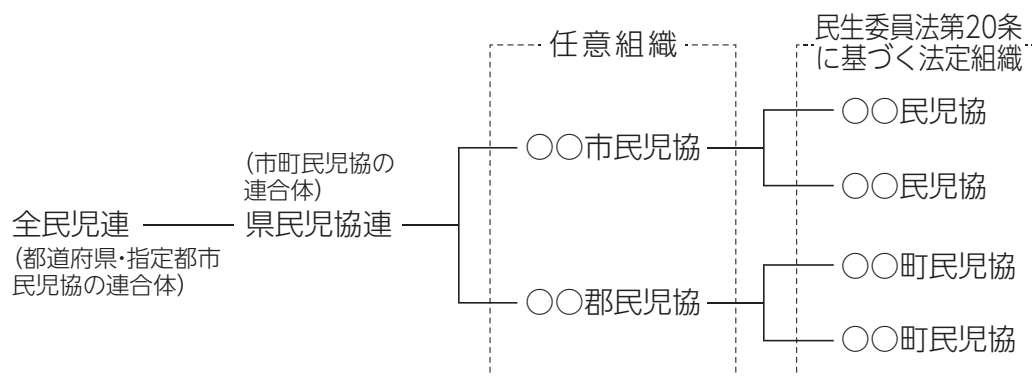 任意組織
民生委員法第20条
に基づく法定組織
○○民児協
○○市民児協
(市町民児協の
連合体)
○○民児協
全民児連
県民児協連
(都道府県・指定都市
民児協の連合体)
○○町民児協
○○郡民児協
○○町民児協